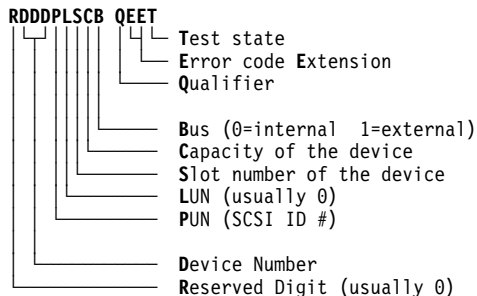 RDDDPLSCB QEET
Test state
Error code Extension
Qualifier
Bus (0=internal 1=external)
Capacity of the device
Slot number of the device
LUN (usually 0)
PUN (SCSI ID #)
Device Number
Reserved Digit (usually 0)